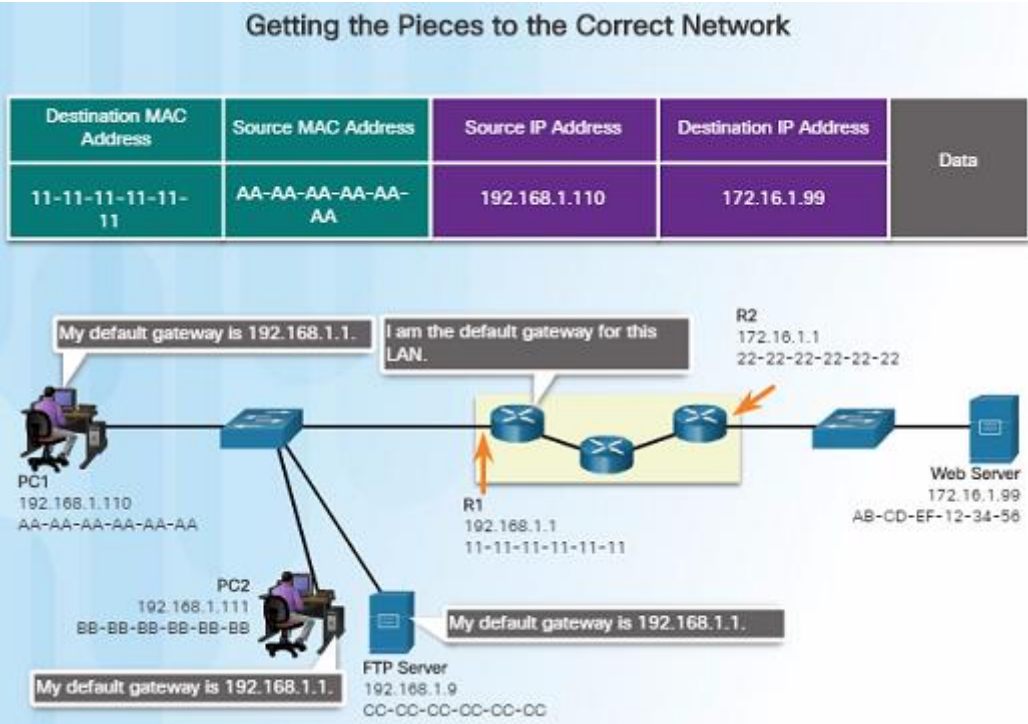 Getting the Pieces to the Correct Network
Destination MAC
Address
Source MAC Address
Source IP Address
Destination IP Address
Data
11-11-11-11-11-
11
AA-AA-AA-AA-AA-
AA
192.168.1.110
172.16.1.99
My default gateway is 192.168.1.1.
I am the default gateway for this
LAN.
R2
172.16.1.1
22-22-22-22-22-22
PC1
192.168.1.110
AA-AA-AA-AA-AA-AA
R1
192.168.1.1
11-11-11-11-11-11
Web Server
172.16.1.99
AB-CD-EF-12-34-56
PC2
192.168.1.111
BB-BB-BB-BB-BB-BB
My default gateway is 192.168.1.1.
My default gateway is 192.168.1.1.
FTP Server
192.168.1.9
CC-CC-CC-CC-CC-CC